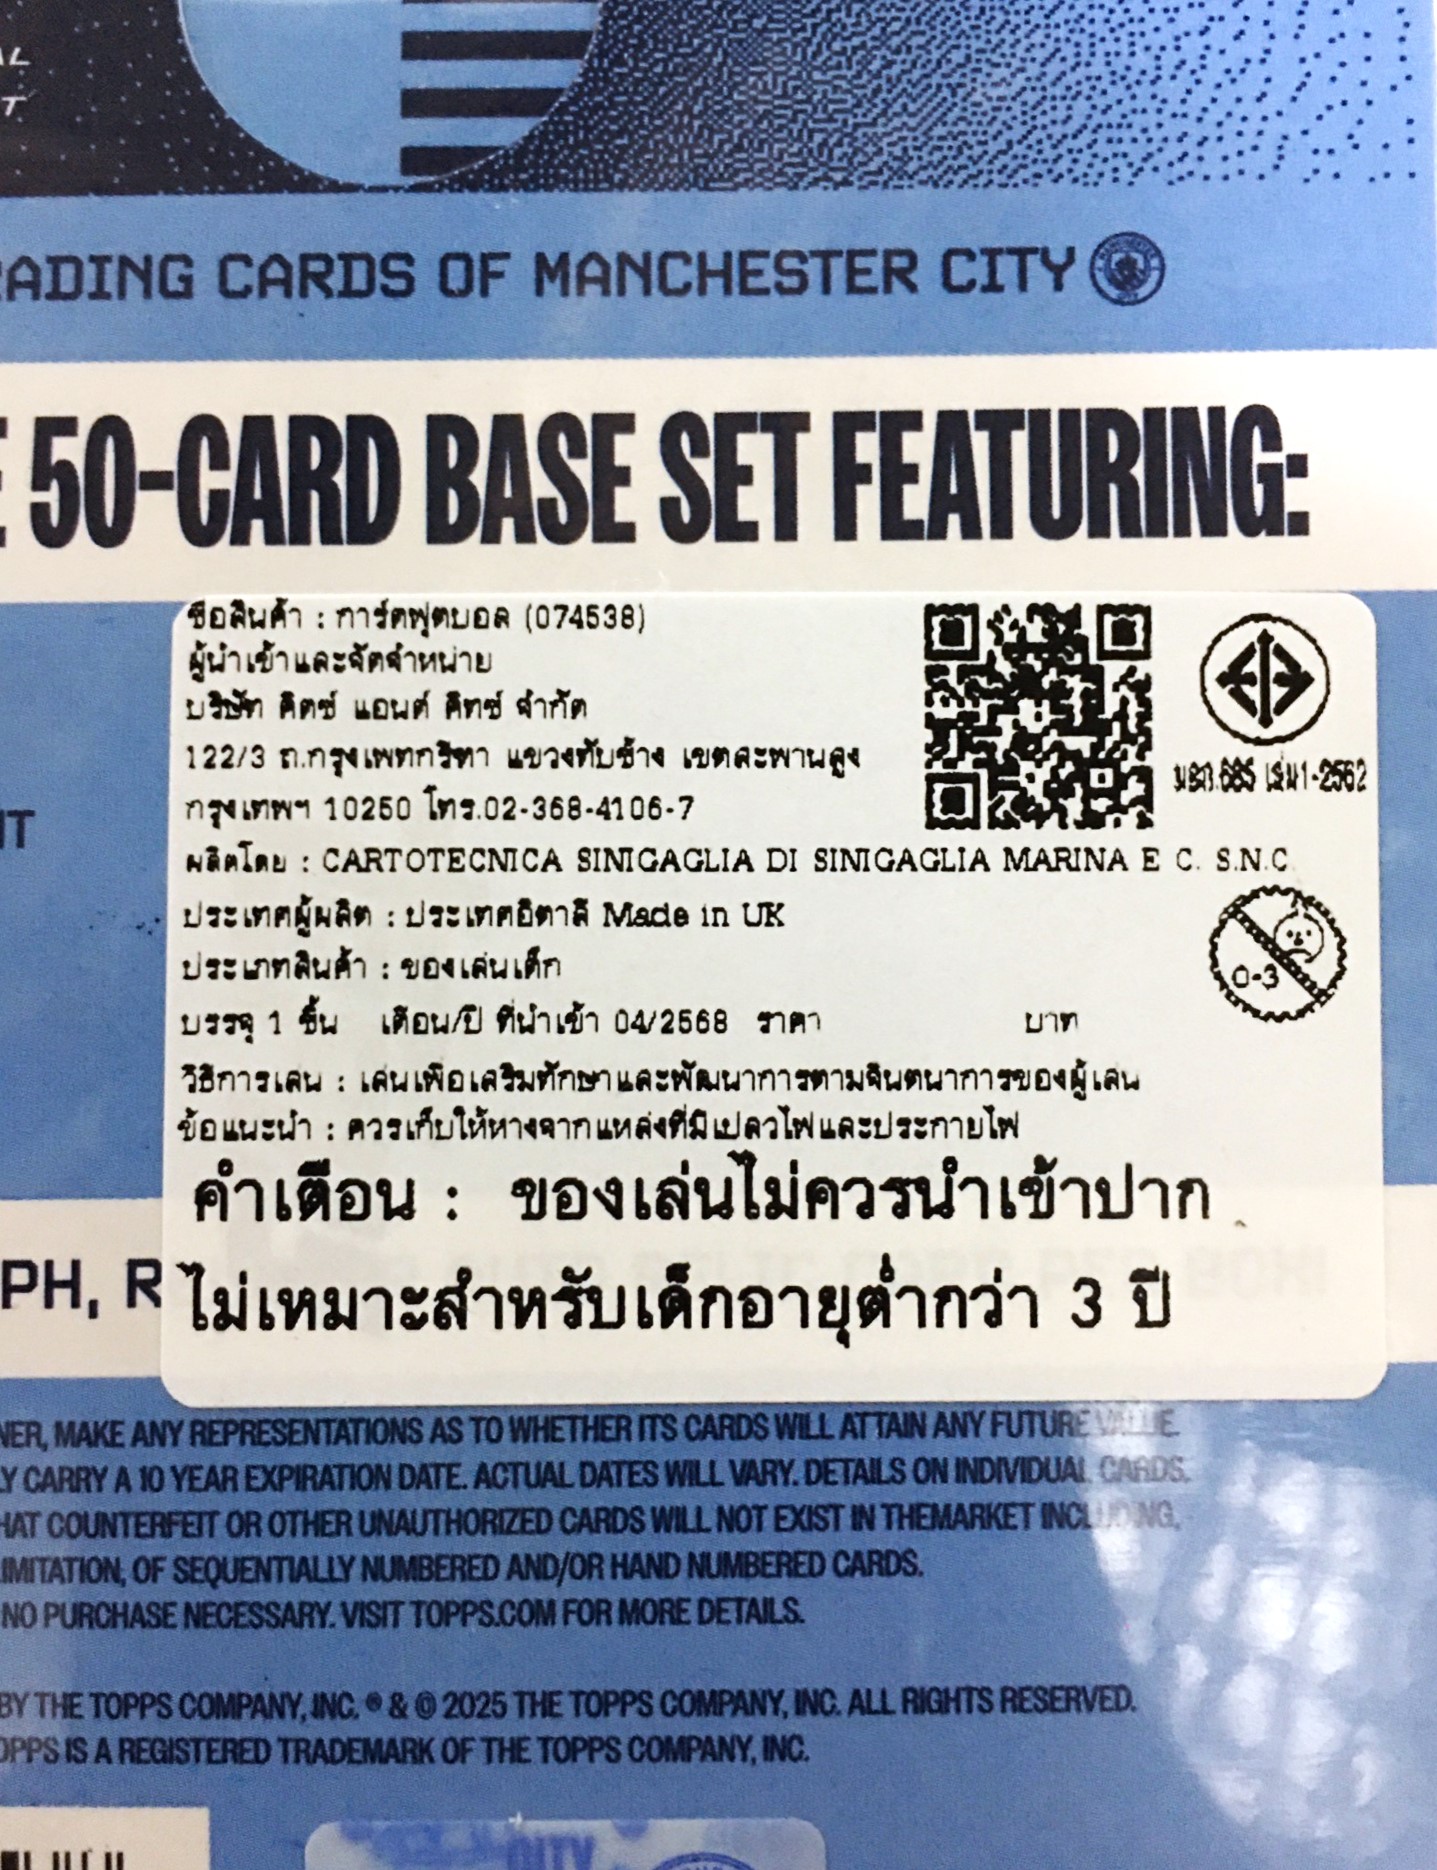 AL
T
RADING CARDS OF MANCHESTER CITY
50-CARD BASE SET FEATURING:
ชื่อสินค้า : การ์ดฟุตบอล (074538)
ผู้นำเข้าและจัดจำหน่าย
บริษัท คิดซ์ แอนด์ คิทซ์ จำกัด
122/3 ถ.กรุงเทพกรีฑา แขวงทับช้าง เขตสะพานสูง
กรุงเทพฯ 10250 โทร.02-368-4106-7
มอก.685 เล่ม1-2562
ผลิตโดย : CARTOTECNICA SINIGAGLIA DI SINIGAGLIA MARINA E C. S.N.C
ประเทศผู้ผลิต : ประเทศอิตาลี Made in UK
ประเภทสินค้า : ของเล่นเด็ก
0-3
บรรจุ 1 ชิ้น เดือน/ปี ที่นำเข้า 04/2568 ราคา บาท
วิธีการเล่น : เล่นเพื่อเสริมทักษาและพัฒนาการตามจินตนาการของผู้เล่น
ข้อแนะนำ : ควรเก็บให้ห่างจากแหล่งที่มีเปลวไฟและประกายไฟ
คำเตือน : ของเล่นไม่ควรนำเข้าปาก
ไม่เหมาะสำหรับเด็กอายุต่ำกว่า 3 ปี
PH, R
NER, MAKE ANY REPRESENTATIONS AS TO WHETHER ITS CARDS WILL ATTAIN ANY FUTURE VALUE.
LY CARRY A 10 YEAR EXPIRATION DATE. ACTUAL DATES WILL VARY. DETAILS ON INDIVIDUAL CARDS.
HAT COUNTERFEIT OR OTHER UNAUTHORIZED CARDS WILL NOT EXIST IN THEMARKET INCLUDING,
IMITATION, OF SEQUENTIALLY NUMBERED AND/OR HAND NUMBERED CARDS.
NO PURCHASE NECESSARY. VISIT TOPPS.COM FOR MORE DETAILS.
BY THE TOPPS COMPANY, INC. ® & © 2025 THE TOPPS COMPANY, INC. ALL RIGHTS RESERVED.
OPPS IS A REGISTERED TRADEMARK OF THE TOPPS COMPANY, INC.
CITY